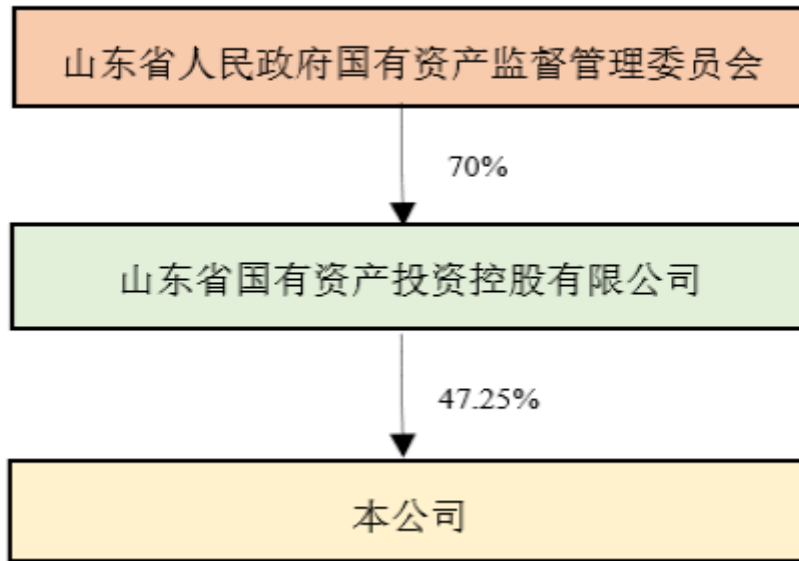 山东省人民政府国有资产监督管理委员会
70%
山东省国有资产投资控股有限公司
47.25%
本公司